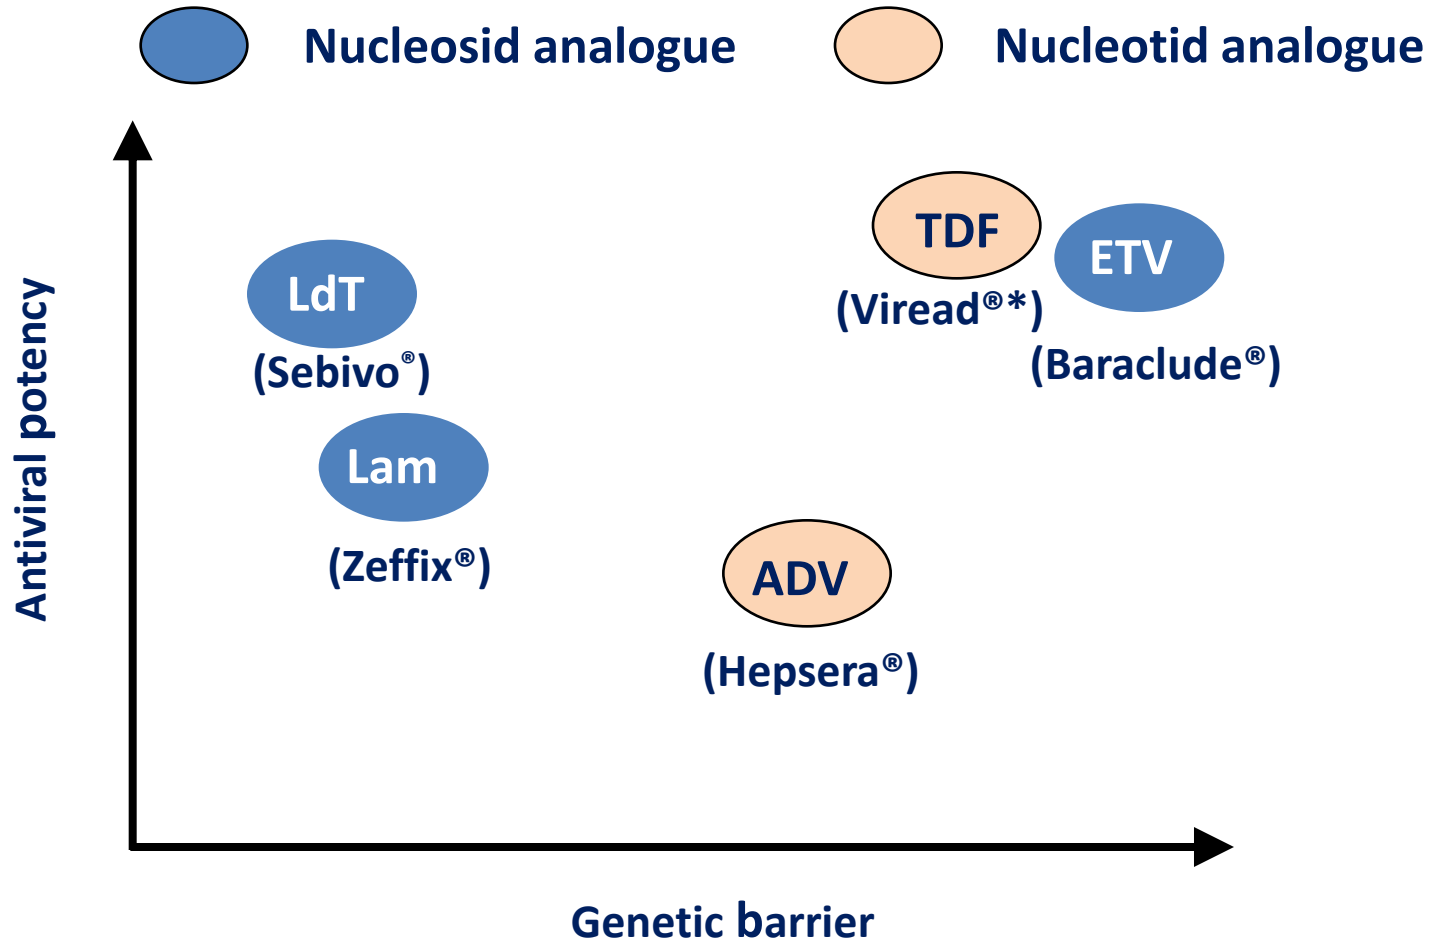 Nucleosid analogue
Nucleotid analogue
Antiviral potency
TDF
(Viread®*)
ETV
(Baraclude®)
LdT
(Sebivo®)
Lam
(Zeffix®)
ADV
(Hepsera®)
Genetic barrier